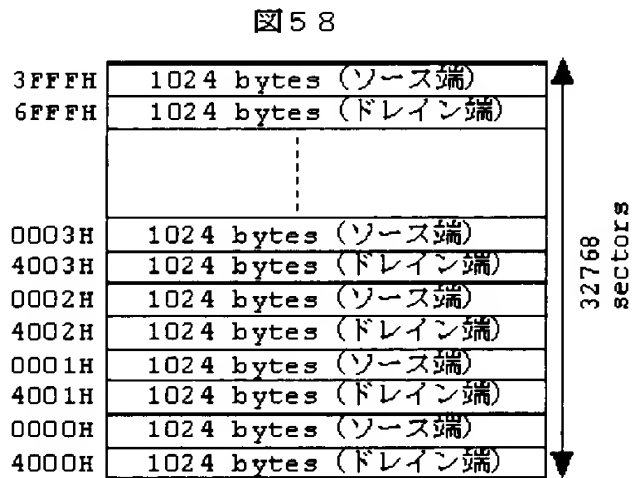 図58
3FFFH 1024 bytes (ソース端)
6FFFH 1024 bytes (ドレイン端)
0003H 1024 bytes (ソース端)
4003H 1024 bytes (ドレイン端)
0002H 1024 bytes (ソース端)
4002H 1024 bytes (ドレイン端)
0001H 1024 bytes (ソース端)
4001H 1024 bytes (ドレイン端)
0000H 1024 bytes (ソース端)
4000H 1024 bytes (ドレイン端)
32768
sectors